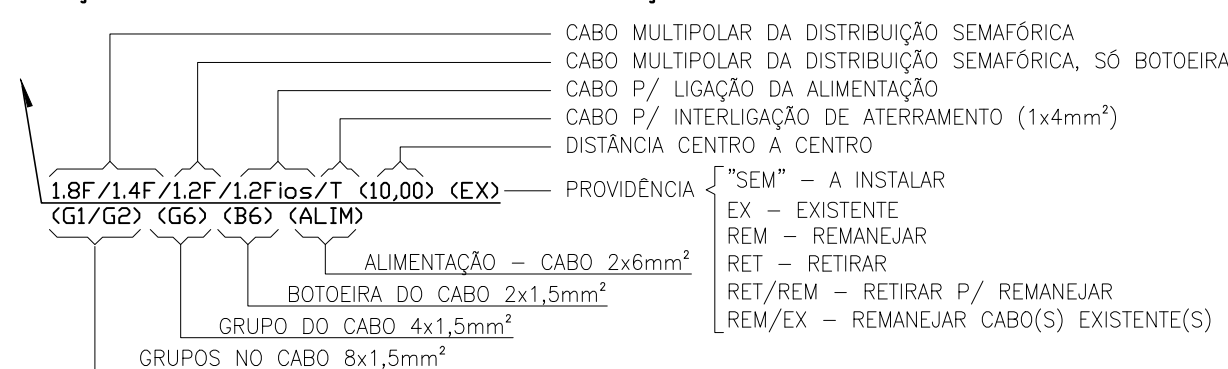 CABO MULTIPOLAR DA DISTRIBUIÇÃO SEMAFÓRICA
CABO MULTIPOLAR DA DISTRIBUIÇÃO SEMAFÓRICA, SÓ BOTOEIRA
CABO P/ LIGAÇÃO DA ALIMENTAÇÃO
CABO P/ INTERLIGAÇÃO DE ATERRAMENTO (1x4mm²)
DISTÂNCIA CENTRO A CENTRO
1.8F/1.4F/1.2F/1.2Fios/T (10,00) (EX)
(G1/G2) (G6) (B6) (ALIM)
PROVIDÊNCIA
"SEM" – A INSTALAR
EX – EXISTENTE
REM – REMANEJAR
RET – RETIRAR
RET/REM – RETIRAR P/ REMANEJAR
REM/EX – REMANEJAR CABO(S) EXISTENTE(S)
ALIMENTAÇÃO – CABO 2x6mm²
BOTOEIRA DO CABO 2x1,5mm²
GRUPO DO CABO 4x1,5mm²
GRUPOS NO CABO 8x1,5mm²